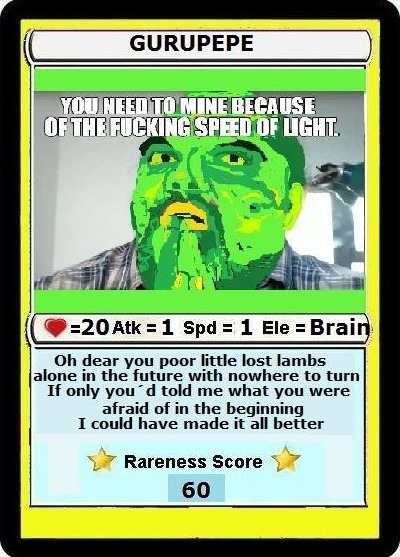 GURUPEPE
YOU NEED TO MINE BECAUSE
OF THE FUCKING SPEED OF LIGHT.
=20 Atk = 1 Spd = 1 Ele = Brain
Oh dear you poor little lost lambs
alone in the future with nowhere to turn
If only you´d told me what you were
afraid of in the beginning
I could have made it all better
Rareness Score
60